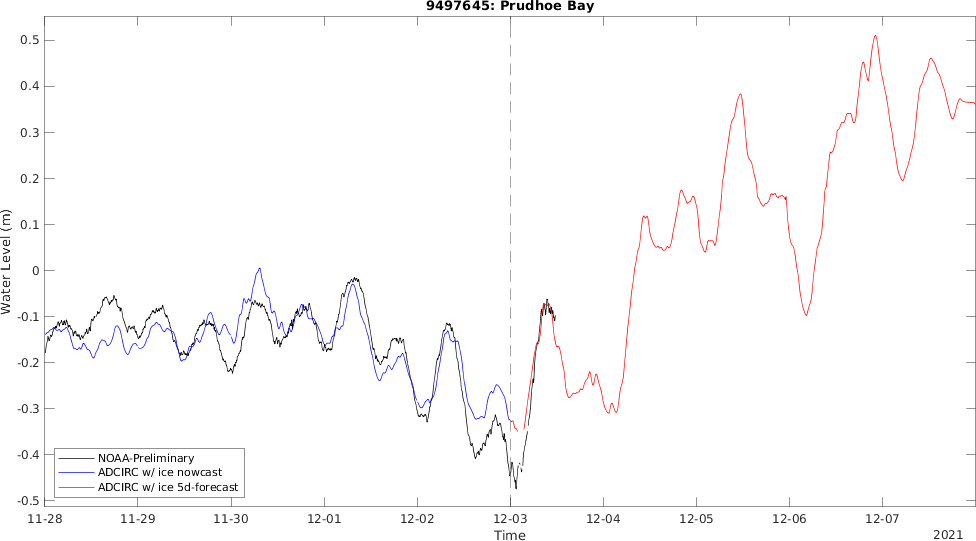 9497645: Prudhoe Bay
0.5
0.4
0.3
0.2
0.1
0
-0.1
-0.2
-0.3
-0.4
-0.5
Water Level (m)
NOAA-Preliminary
ADCIRC w/ ice nowcast
ADCIRC w/ ice 5d-forecast
11-28 11-29 11-30 12-01 12-02 12-03 12-04 12-05 12-06 12-07
Time
2021